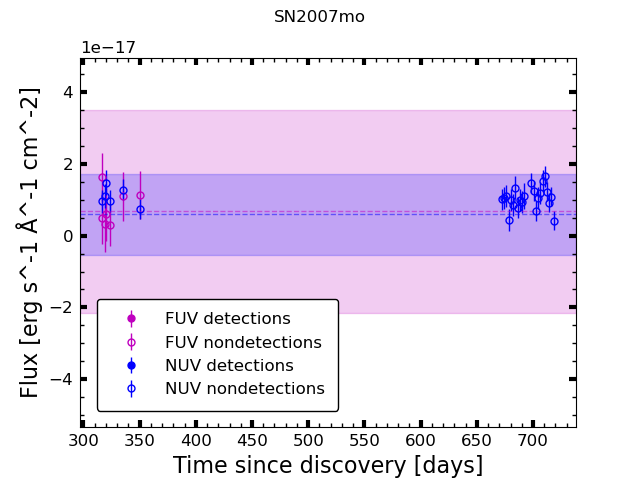 SN2007mo
1e−17
4
2
0
−2
−4
Flux [erg s^-1 Å^-1 cm^-2]
FUV detections
FUV nondetections
NUV detections
NUV nondetections
300 350 400 450 500 550 600 650 700
Time since discovery [days]